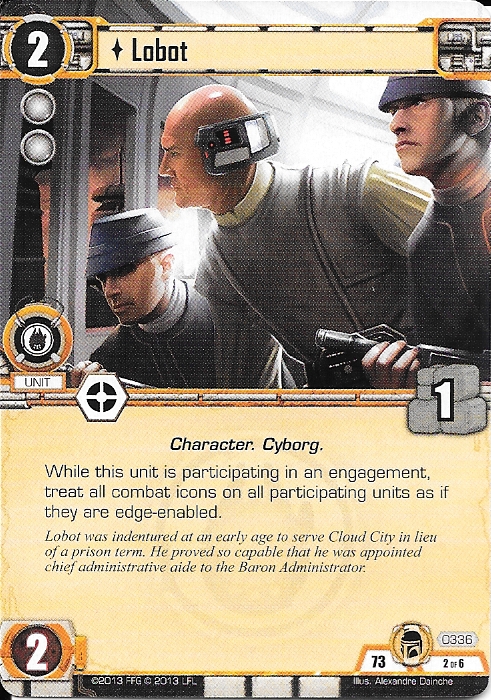 2
Lobot
UNIT
1
Character. Cyborg.
While this unit is participating in an engagement,
treat all combat icons on all participating units as if
they are edge-enabled.
Lobot was indentured at an early age to serve Cloud City in lieu
of a prison term. He proved so capable that he was appointed
chief administrative aide to the Baron Administrator.
2
0336
73 2 OF 6
©2013 FFG © 2013 LFL Illus. Alexandre Dainche